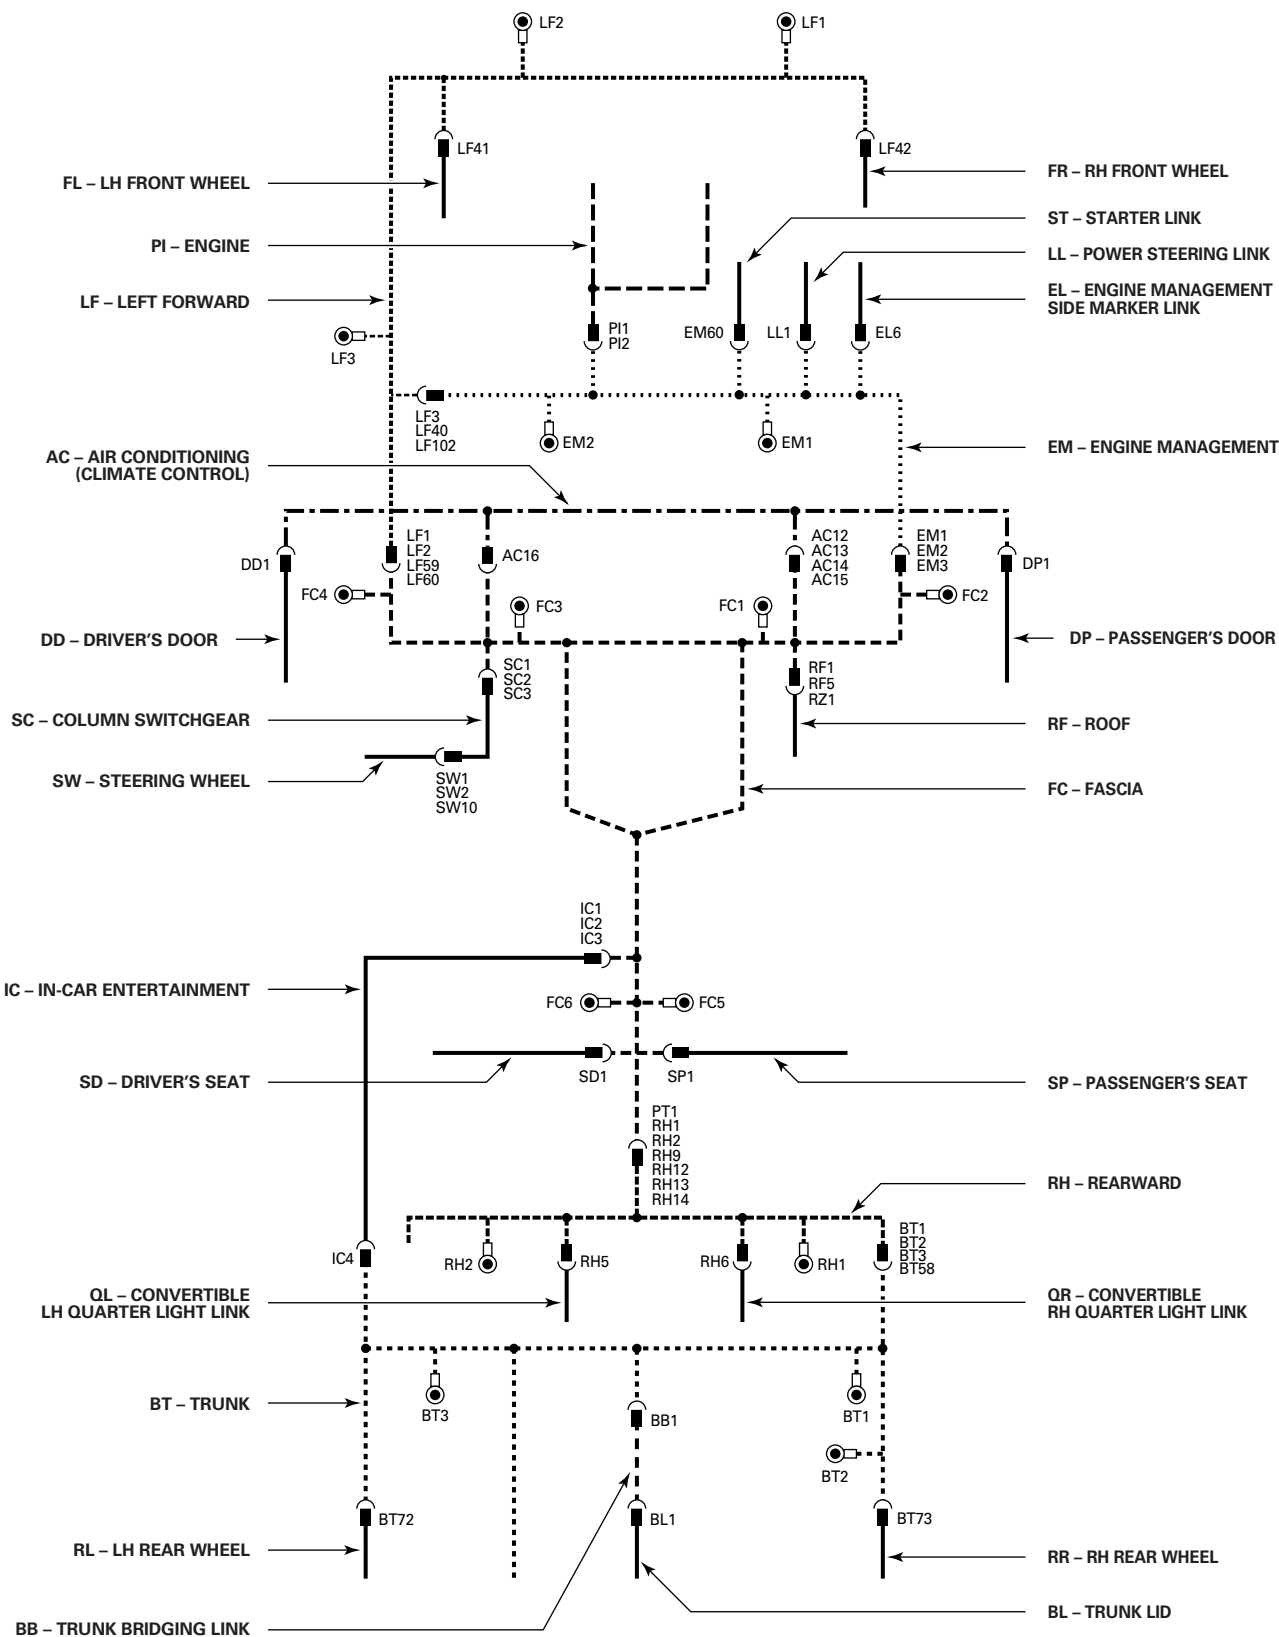 LF2
LF1
LF41
LF42
FL – LH FRONT WHEEL
FR – RH FRONT WHEEL
ST – STARTER LINK
PI – ENGINE
LL – POWER STEERING LINK
LF – LEFT FORWARD
EL – ENGINE MANAGEMENT
SIDE MARKER LINK
PI1
PI2
EM60
LL1
EL6
LF3
LF3
LF40
LF102
EM2
EM1
EM – ENGINE MANAGEMENT
AC – AIR CONDITIONING
(CLIMATE CONTROL)
DD1
LF1
LF2
LF59
LF60
AC16
AC12
AC13
AC14
AC15
EM1
EM2
EM3
DP1
FC4
FC3
FC1
FC2
DD – DRIVER'S DOOR
DP – PASSENGER'S DOOR
SC1
SC2
SC3
RF1
RF5
RZ1
SC – COLUMN SWITCHGEAR
RF – ROOF
SW – STEERING WHEEL
SW1
SW2
SW10
FC – FASCIA
IC1
IC2
IC3
IC – IN-CAR ENTERTAINMENT
FC6
FC5
SD – DRIVER'S SEAT
SD1
SP1
SP – PASSENGER'S SEAT
PT1
RH1
RH2
RH9
RH12
RH13
RH14
RH – REARWARD
IC4
RH2
RH5
RH6
RH1
BT1
BT2
BT3
BT58
QL – CONVERTIBLE
LH QUARTER LIGHT LINK
QR – CONVERTIBLE
RH QUARTER LIGHT LINK
BT – TRUNK
BT3
BB1
BT1
BT2
BT72
BL1
BT73
RL – LH REAR WHEEL
RR – RH REAR WHEEL
BL – TRUNK LID
BB – TRUNK BRIDGING LINK